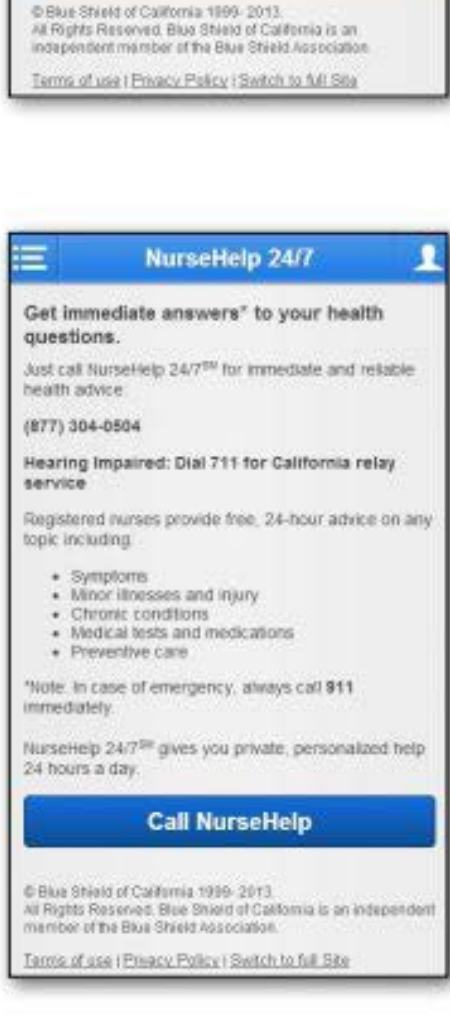 © Blue Shield of California 1999- 2013.
All Rights Reserved. Blue Shield of California is an
independent member of the Blue Shield Association.
Terms of use | Privacy Policy | Switch to full Site
NurseHelp 24/7
Get immediate answers* to your health
questions.
Just call NurseHelp 24/7℠ for immediate and reliable
health advice:
(877) 304-0504
Hearing Impaired: Dial 711 for California relay
service
Registered nurses provide free, 24-hour advice on any
topic including:
• Symptoms
• Minor illnesses and injury
• Chronic conditions
• Medical tests and medications
• Preventive care
*Note: In case of emergency, always call 911
immediately.
NurseHelp 24/7℠ gives you private, personalized help
24 hours a day.
Call NurseHelp
© Blue Shield of California 1999- 2013.
All Rights Reserved. Blue Shield of California is an independent
member of the Blue Shield Association.
Terms of use | Privacy Policy | Switch to full Site